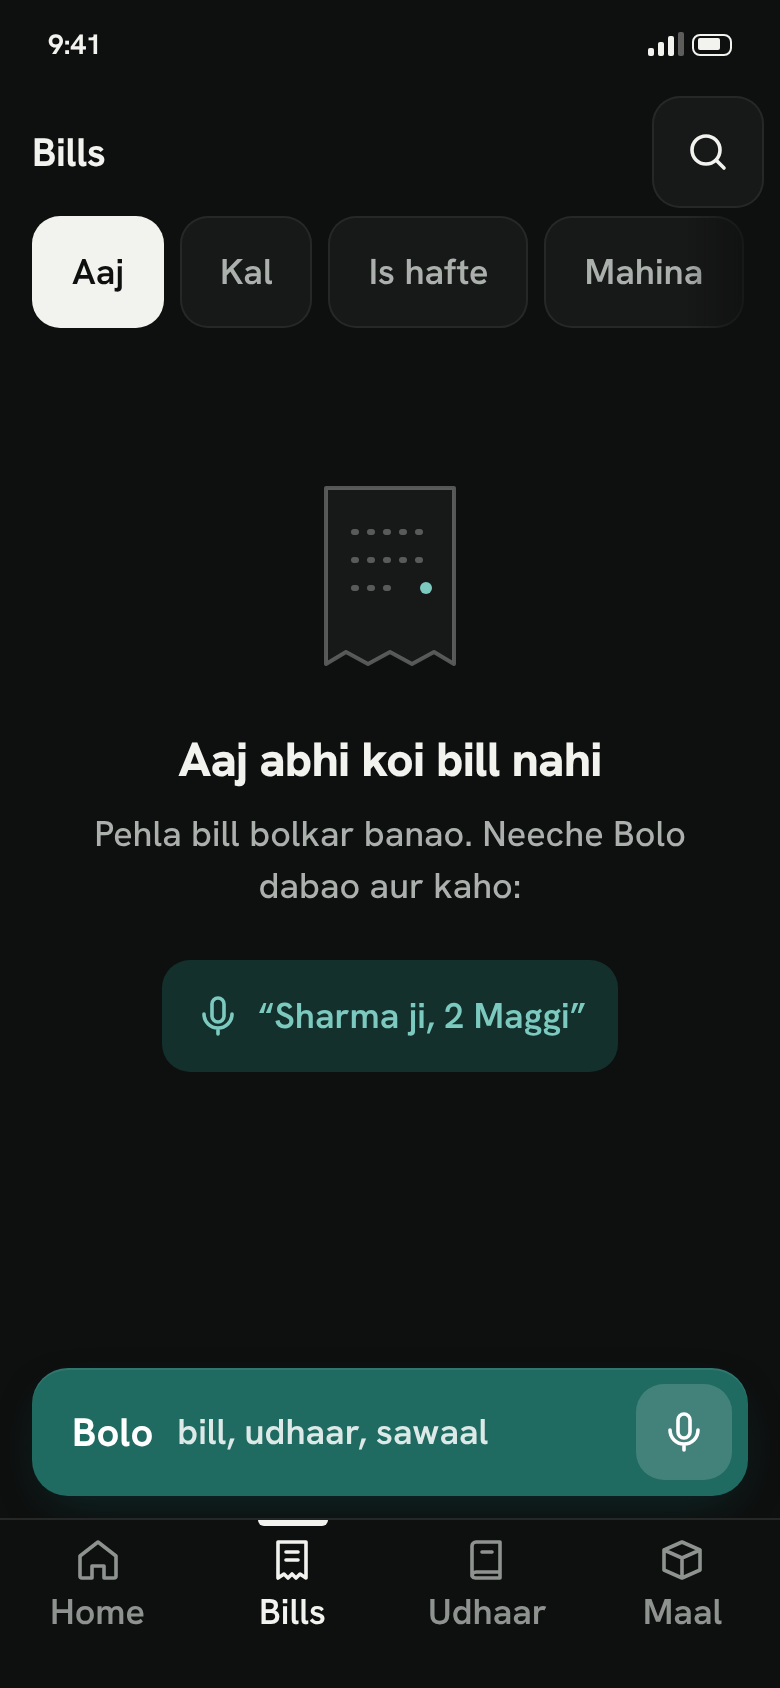 9:41
Bills
Aaj
Kal
Is hafte
Mahina
Aaj abhi koi bill nahi
Pehla bill bolkar banao. Neeche Bolo
dabao aur kaho:
“Sharma ji, 2 Maggi”
Bolo bill, udhaar, sawaal
Home
Bills
Udhaar
Maal